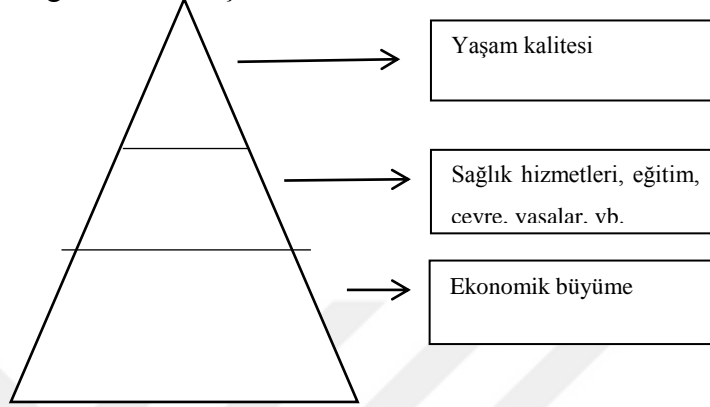 Yaşam kalitesi
Sağlık hizmetleri, eğitim,
çevre, yasalar, vb.
Ekonomik büyüme